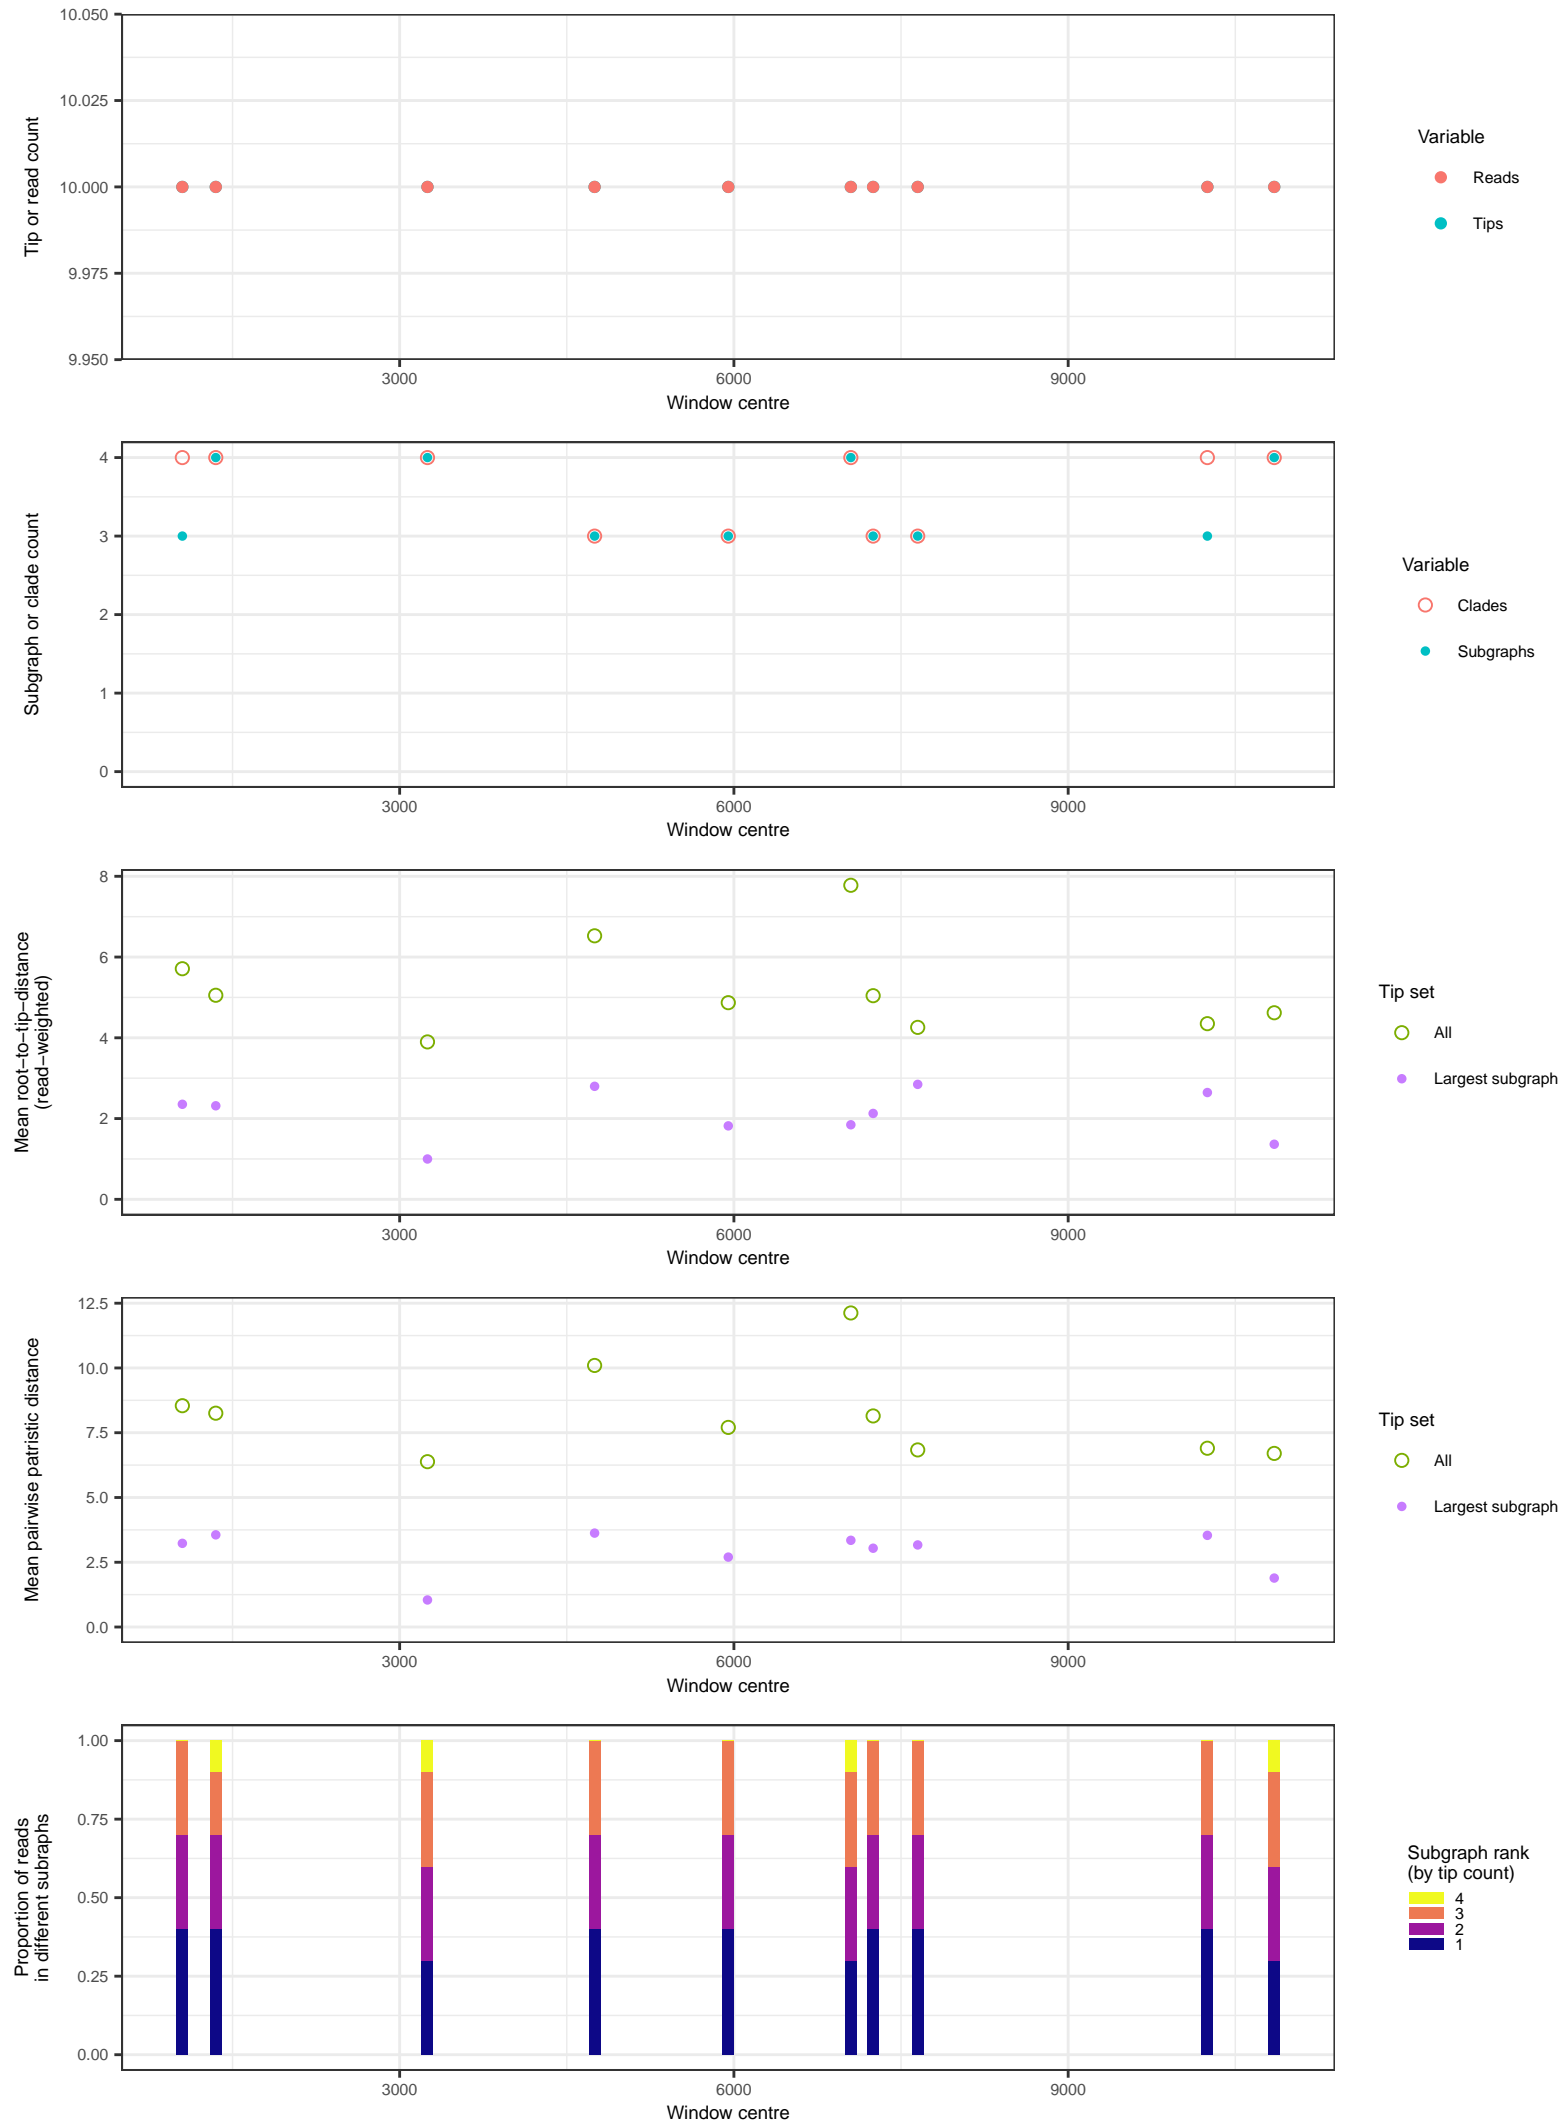 10.050
10.025
10.000
9.975
9.950
Tip or read count
3000
6000
9000
Window centre
Variable
Reads
Tips
4
3
2
1
0
Subgraph or clade count
3000
6000
9000
Window centre
Variable
Clades
Subgraphs
8
6
4
2
0
Mean root−to−tip−distance
(read−weighted)
3000
6000
9000
Window centre
Tip set
All
Largest subgraph
12.5
10.0
7.5
5.0
2.5
0.0
Mean pairwise patristic distance
3000
6000
9000
Window centre
Tip set
All
Largest subgraph
1.00
0.75
0.50
0.25
0.00
Proportion of reads
in different subraphs
3000
6000
9000
Window centre
Subgraph rank
(by tip count)
4
3
2
1